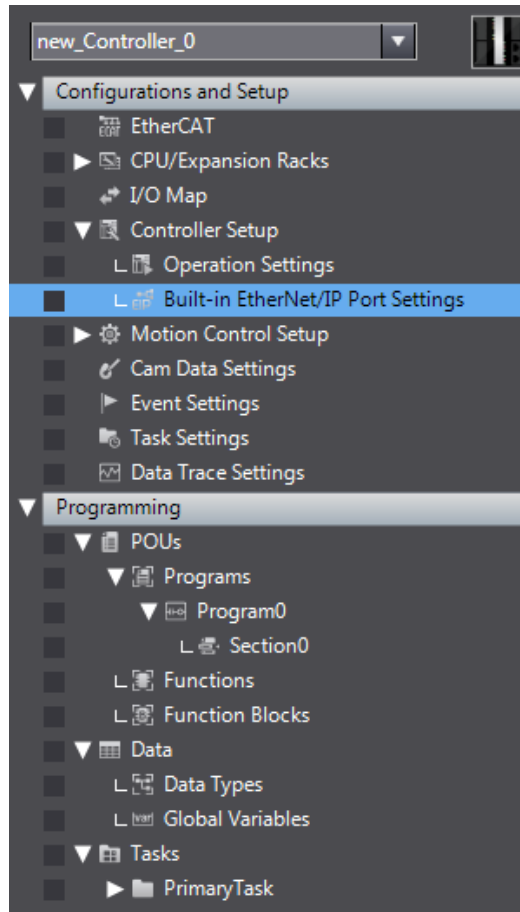 new_Controller_0
Configurations and Setup
EtherCAT
CPU/Expansion Racks
I/O Map
Controller Setup
Operation Settings
Built-in EtherNet/IP Port Settings
Motion Control Setup
Cam Data Settings
Event Settings
Task Settings
Data Trace Settings
Programming
POUs
Programs
Program0
Section0
Functions
Function Blocks
Data
Data Types
Global Variables
Tasks
PrimaryTask